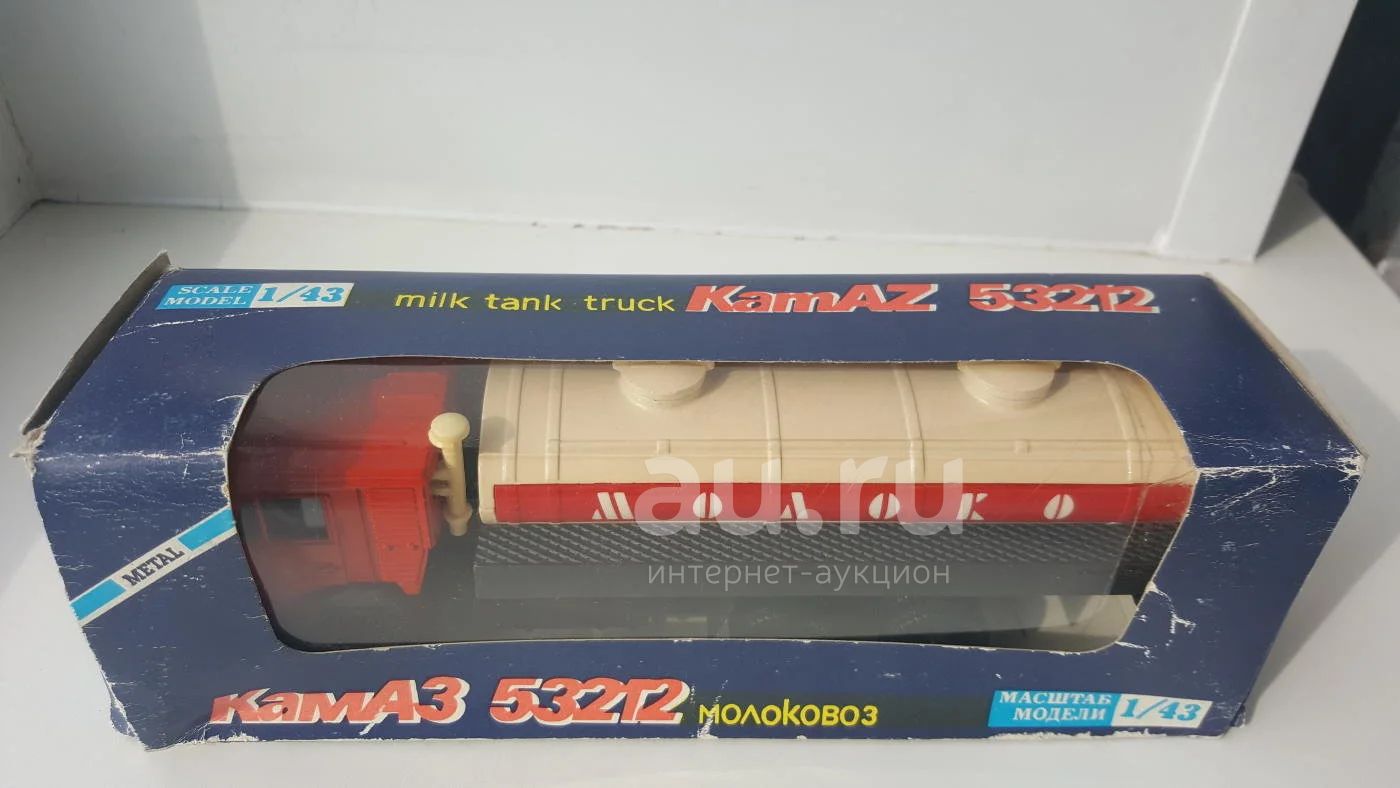 SCALE
MODEL 1/43
milk tank truck KamAZ 53212
МОЛОКО
au.ru
интернет-аукцион
METAL
КамАЗ 53212 молоковоз
МАСШТАБ
МОДЕЛИ 1/43